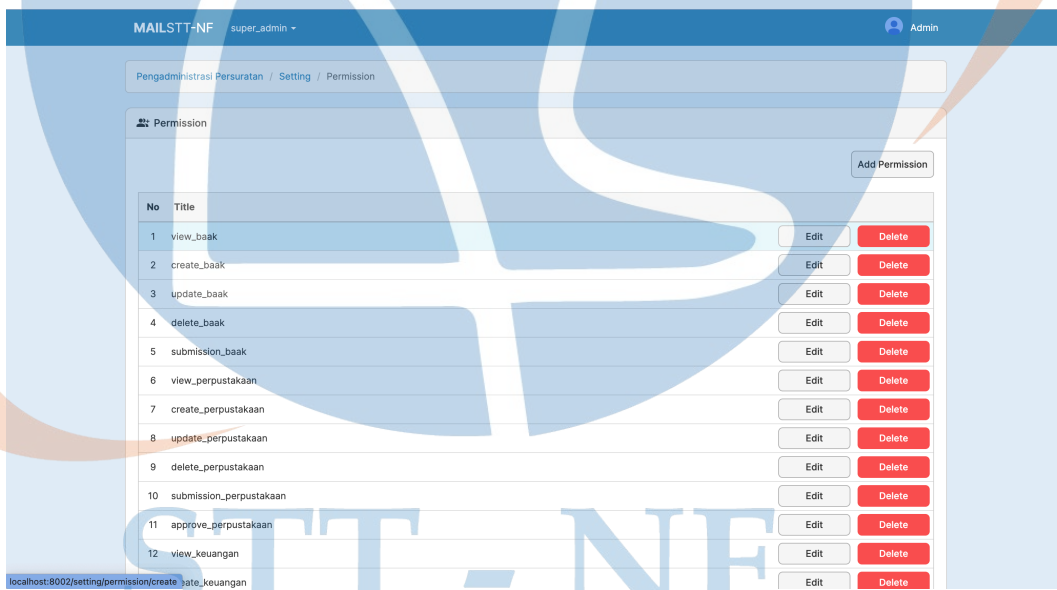 MAILSTT-NF super_admin Admin
Pengadministrasi Persuratan / Setting / Permission
Permission
Add Permission
No Title
1 view_baak Edit Delete
2 create_baak Edit Delete
3 update_baak Edit Delete
4 delete_baak Edit Delete
5 submission_baak Edit Delete
6 view_perpustakaan Edit Delete
7 create_perpustakaan Edit Delete
8 update_perpustakaan Edit Delete
9 delete_perpustakaan Edit Delete
10 submission_perpustakaan Edit Delete
11 approve_perpustakaan Edit Delete
12 view_keuangan Edit Delete
eate_keuangan Edit Delete
localhost:8002/setting/permission/create
STT - NF